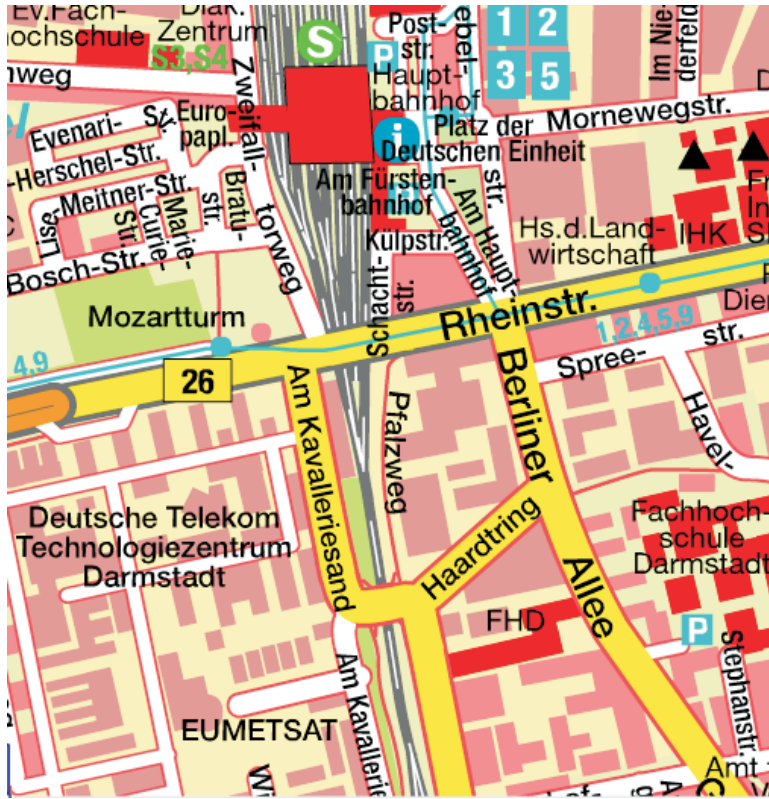 Ev.Fach-
ochschule
Diak.
Zentrum
S3,S4
S
P
Post-
str.
ebel-
str.
1 2
3 5
Im Nie-
derfeld
nweg
Zweifall-
torweg
Euro-
papl.
Haupt-
bahnhof
i
Platz der
Deutschen Einheit
Mornewegstr.
Evenari- Str.
-Herschel-Str.
-Meitner-Str.
Lise
Str.
Marie-
Curie-
Bratu-
str.
Bosch-Str.
Am Fürsten-
bahnhof
Külpstr.
Am Haupt-
bahnhof
Hs.d.Land-
wirtschaft
IHK
Mozartturm
Schacht-
str.
Rheinstr.
1,2,4,5,9
4,9
26
Spree-
str.
Havel-
Am Kavalleriesand
Pfalzweg
Berliner
Allee
Haardtring
Deutsche Telekom
Technologiezentrum
Darmstadt
Fachhoch-
schule
Darmstadt
FHD
P
Stephanstr.
EUMETSAT
Am Kavallerie
Amt